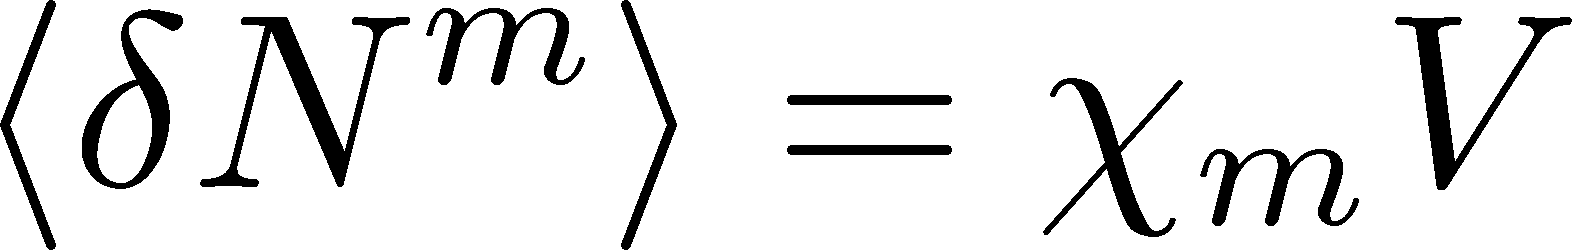 ⟨δN^m⟩ = χ_m V